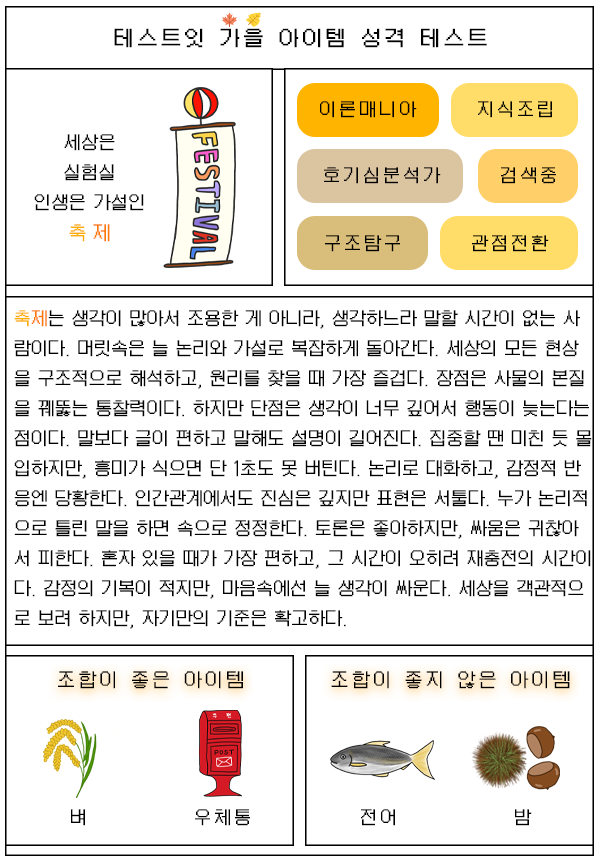 테스트잇 가을 아이템 성격 테스트
세상은
실험실
인생은 가설인
축제
FESTIVAL
이론매니아
지식조립
호기심분석가
검색중
구조탐구
관점전환
축제는 생각이 많아서 조용한 게 아니라, 생각하느라 말할 시간이 없는 사
람이다. 머릿속은 늘 논리와 가설로 복잡하게 돌아간다. 세상의 모든 현상
을 구조적으로 해석하고, 원리를 찾을 때 가장 즐겁다. 장점은 사물의 본질
을 꿰뚫는 통찰력이다. 하지만 단점은 생각이 너무 깊어서 행동이 늦는다는
점이다. 말보다 글이 편하고 말해도 설명이 길어진다. 집중할 땐 미친 듯 몰
입하지만, 흥미가 식으면 단 1초도 못 버틴다. 논리로 대화하고, 감정적 반
응엔 당황한다. 인간관계에서도 진심은 깊지만 표현은 서툴다. 누가 논리적
으로 틀린 말을 하면 속으로 정정한다. 토론은 좋아하지만, 싸움은 귀찮아
서 피한다. 혼자 있을 때가 가장 편하고, 그 시간이 오히려 재충전의 시간이
다. 감정의 기복이 적지만, 마음속에선 늘 생각이 싸운다. 세상을 객관적으
로 보려 하지만, 자기만의 기준은 확고하다.
조합이 좋은 아이템
조합이 좋지 않은 아이템
우편
POST
벼
우체통
전어
밤